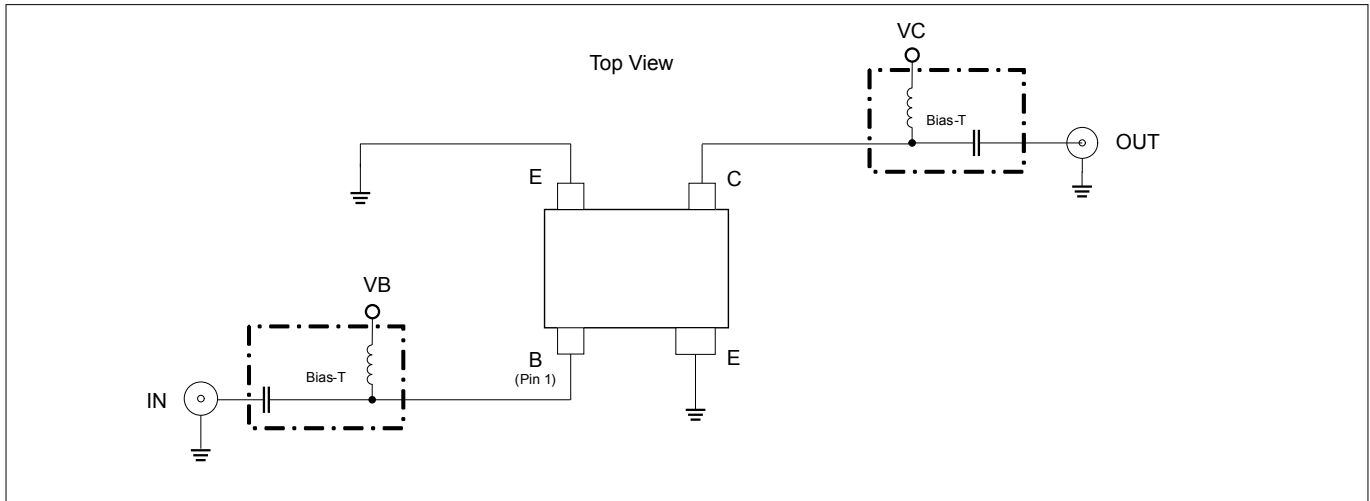 VC
Top View
Bias-T
OUT
E
C
VB
B
(Pin 1)
E
Bias-T
IN